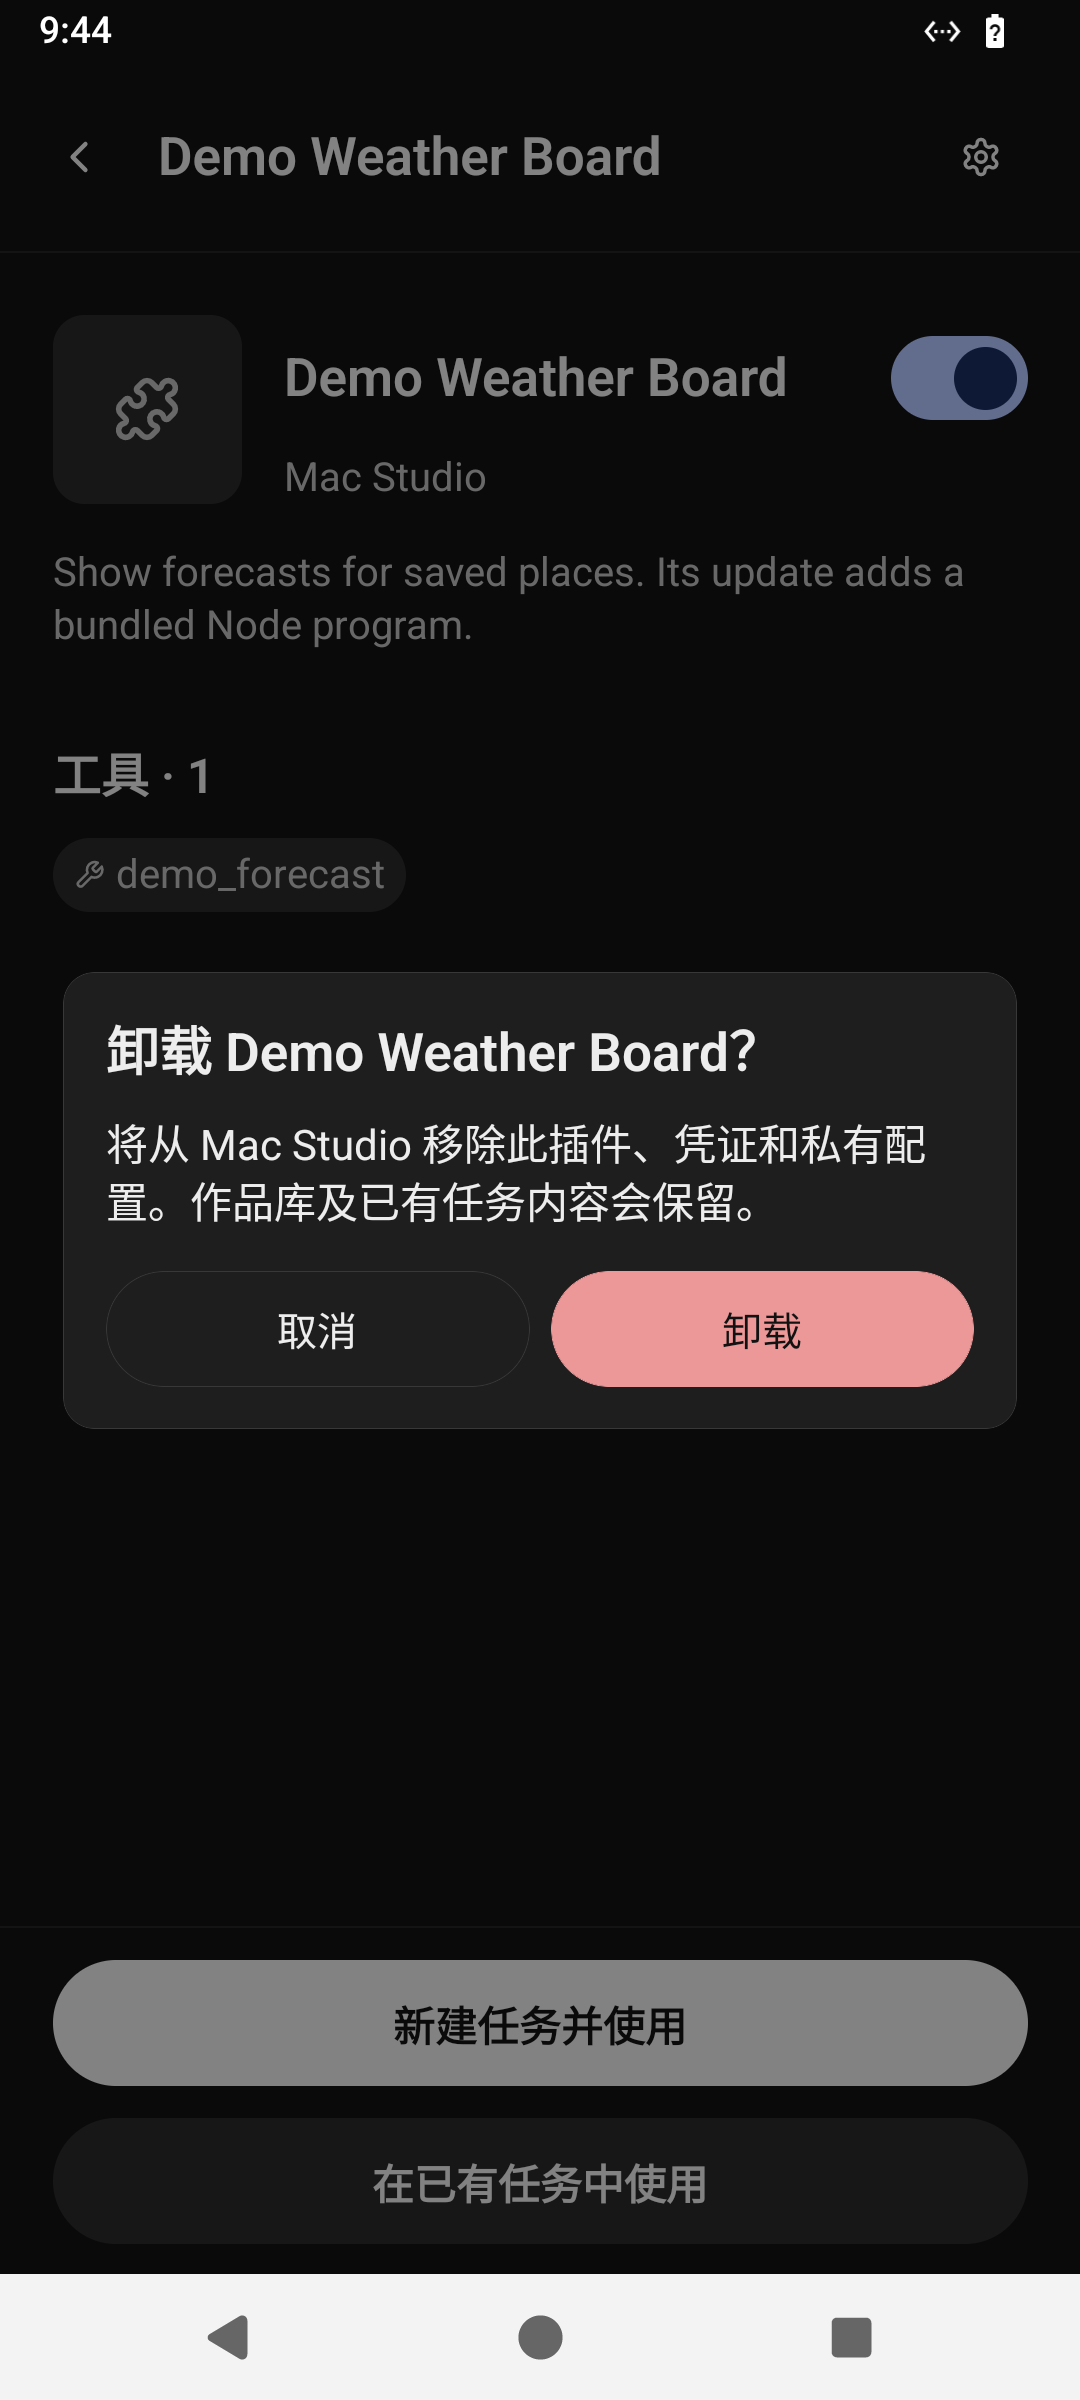 9:44
Demo Weather Board
Demo Weather Board
Mac Studio
Show forecasts for saved places. Its update adds a
bundled Node program.
工具 · 1
demo_forecast
卸载 Demo Weather Board?
将从 Mac Studio 移除此插件、凭证和私有配
置。作品库及已有任务内容会保留。
取消
卸载
新建任务并使用
在已有任务中使用